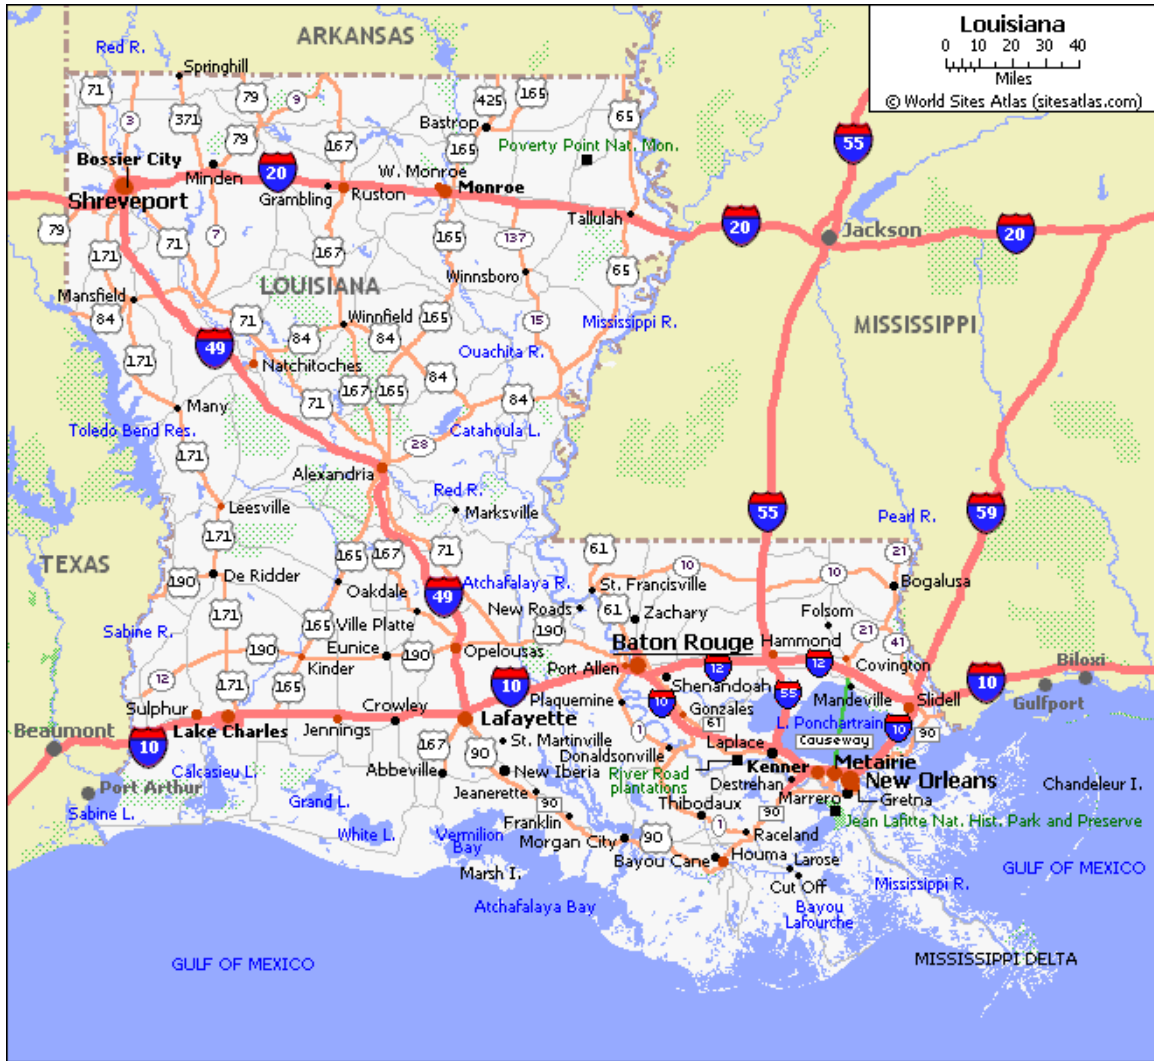 Louisiana
0 10 20 30 40
Miles
© World Sites Atlas (sitesatlas.com)
ARKANSAS
Red R.
Springhill
71
79
9
425
165
65
3
371
Bastrop
55
79
167
165
Poverty Point Nat. Mon.
Bossier City
Minden
20
W. Monroe
Shreveport
Grambling
Ruston
Monroe
Tallulah
20
Jackson
20
79
171
71
7
167
165
137
Winnsboro
65
Mansfield
LOUISIANA
84
71
Winnfield
165
15
Mississippi R.
MISSISSIPPI
171
49
84
84
Ouachita R.
Natchitoches
167
165
84
84
71
Many
Toledo Bend Res.
28
Catahoula L.
171
Alexandria
Red R.
Leesville
Marksville
55
59
Pearl R.
171
165
167
71
61
10
10
21
TEXAS
190
De Ridder
Oakdale
Atchafalaya R.
St. Francisville
Bogalusa
49
New Roads
61
Zachary
Folsom
171
165
Ville Platte
190
21
41
Sabine R.
Eunice
190
Opelousas
Baton Rouge
Hammond
190
Kinder
Port Allen
12
12
Covington
12
171
165
10
Shenandoah
55
Mandeville
Slidell
10
Biloxi
Gulfport
Sulphur
Crowley
Plaquemine
10
Gonzales
Lake Charles
Jennings
Lafayette
61
L. Ponchartrain
10
90
Beaumont
10
167
90
St. Martinville
1
Donaldsonville
Laplace
Causeway
Calcasieu L.
Abbeville
New Iberia
River Road
plantations
Kenner
Metairie
Destrehan
New Orleans
Port Arthur
Grand L.
Jeanerette
90
Thibodaux
90
Marrero
Gretna
Chandeleur I.
Sabine L.
White L.
Vermilion
Bay
Franklin
1
Raceland
Jean Lafitte Nat. Hist. Park and Preserve
Morgan City
90
Bayou Cane
Houma
Larose
Marsh I.
Cut Off
Mississippi R.
GULF OF MEXICO
Atchafalaya Bay
Bayou
Lafourche
GULF OF MEXICO
MISSISSIPPI DELTA